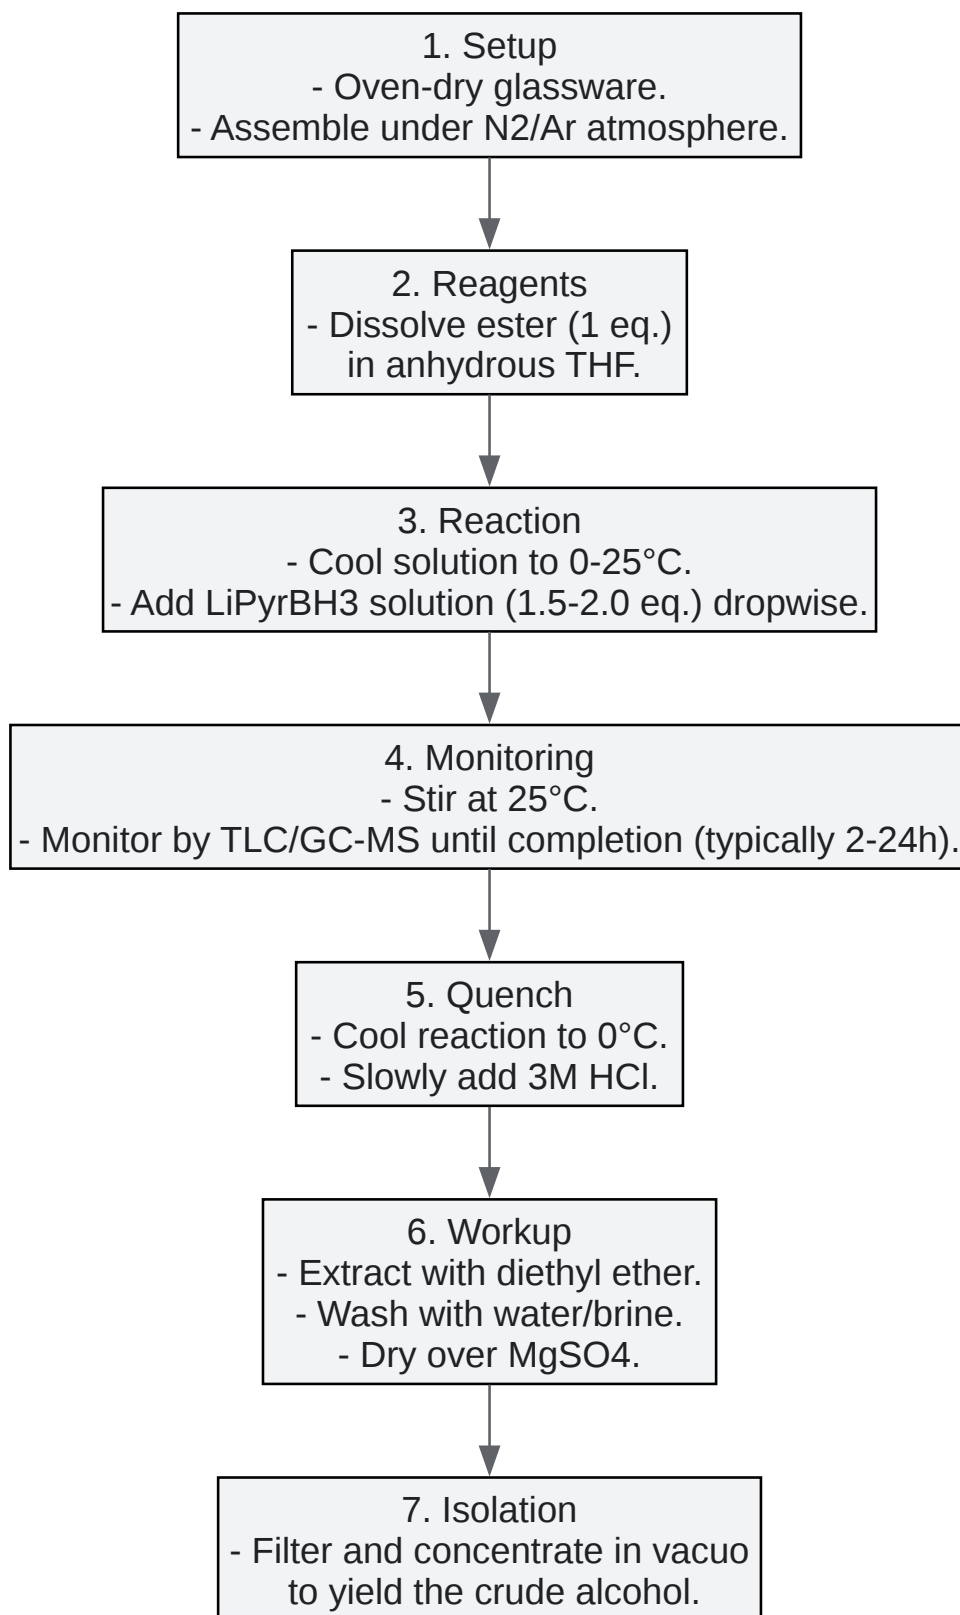 1. Setup
- Oven-dry glassware.
- Assemble under N2/Ar atmosphere.
2. Reagents
- Dissolve ester (1 eq.)
in anhydrous THF.
3. Reaction
- Cool solution to 0-25°C.
- Add LiPyrBH3 solution (1.5-2.0 eq.) dropwise.
4. Monitoring
- Stir at 25°C.
- Monitor by TLC/GC-MS until completion (typically 2-24h).
5. Quench
- Cool reaction to 0°C.
- Slowly add 3M HCl.
6. Workup
- Extract with diethyl ether.
- Wash with water/brine.
- Dry over MgSO4.
7. Isolation
- Filter and concentrate in vacuo
to yield the crude alcohol.